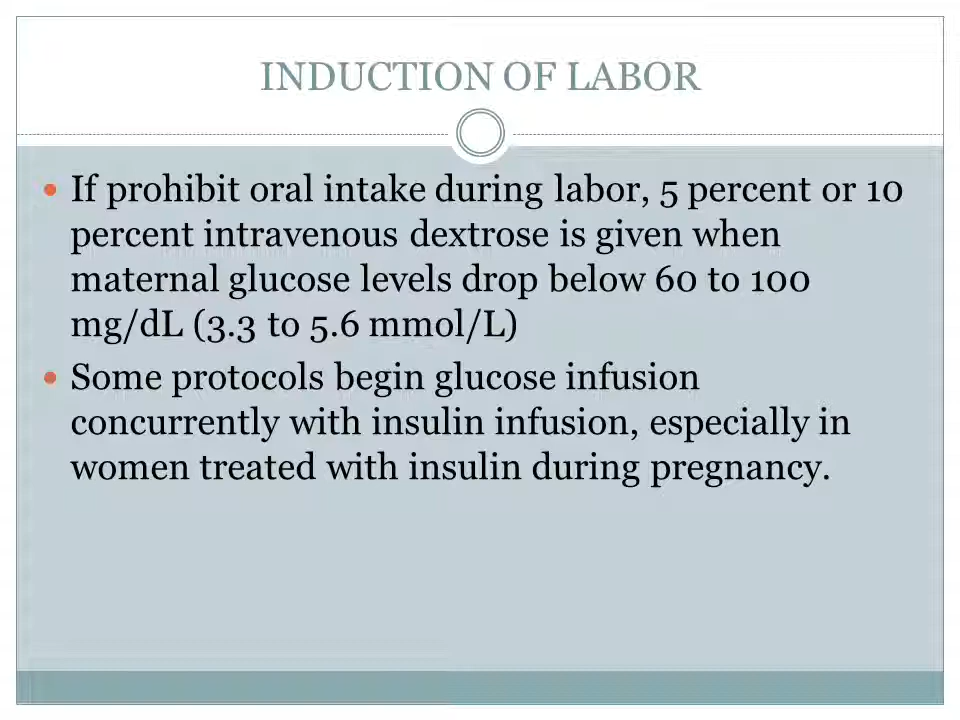 INDUCTION OF LABOR
If prohibit oral intake during labor, 5 percent or 10
percent intravenous dextrose is given when
maternal glucose levels drop below 60 to 100
mg/dL (3.3 to 5.6 mmol/L)
Some protocols begin glucose infusion
concurrently with insulin infusion, especially in
women treated with insulin during pregnancy.